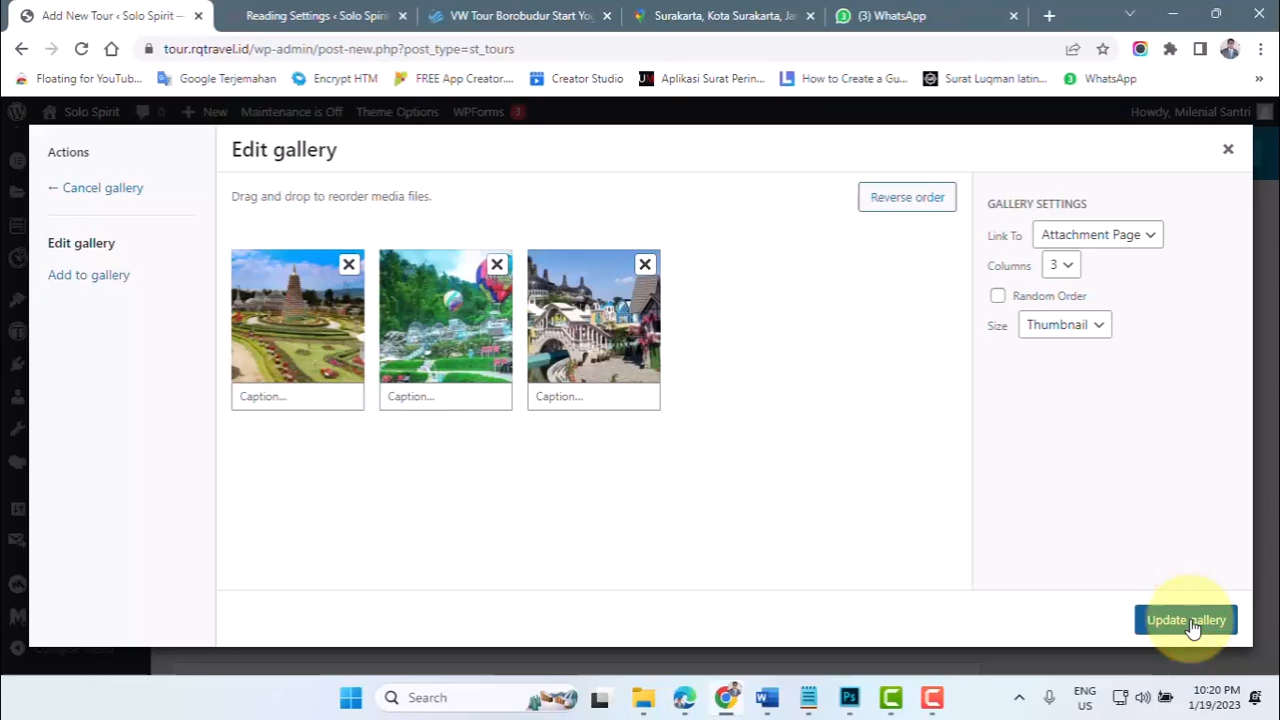 Add New Tour ‹ Solo Spirit —
Reading Settings ‹ Solo Spiri
VW Tour Borobudur Start Yo
Surakarta, Kota Surakarta, Ja
(3) WhatsApp
tour.rqtravel.id/wp-admin/post-new.php?post_type=st_tours
Floating for YouTub...
Google Terjemahan
Encrypt HTM
FREE App Creator....
Creator Studio
Aplikasi Surat Perin...
How to Create a Gu...
Surat Luqman latin...
WhatsApp
»
Solo Spirit
0
New
Maintenance is Off
Theme Options
WPForms 3
Howdy, Milenial Santri
Actions
← Cancel gallery
Edit gallery
Add to gallery
Edit gallery
Drag and drop to reorder media files.
Reverse order
Caption...
Caption...
Caption...
GALLERY SETTINGS
Link To Attachment Page
Columns 3
Random Order
Size Thumbnail
Update gallery
Search
ENG
US
10:20 PM
1/19/2023